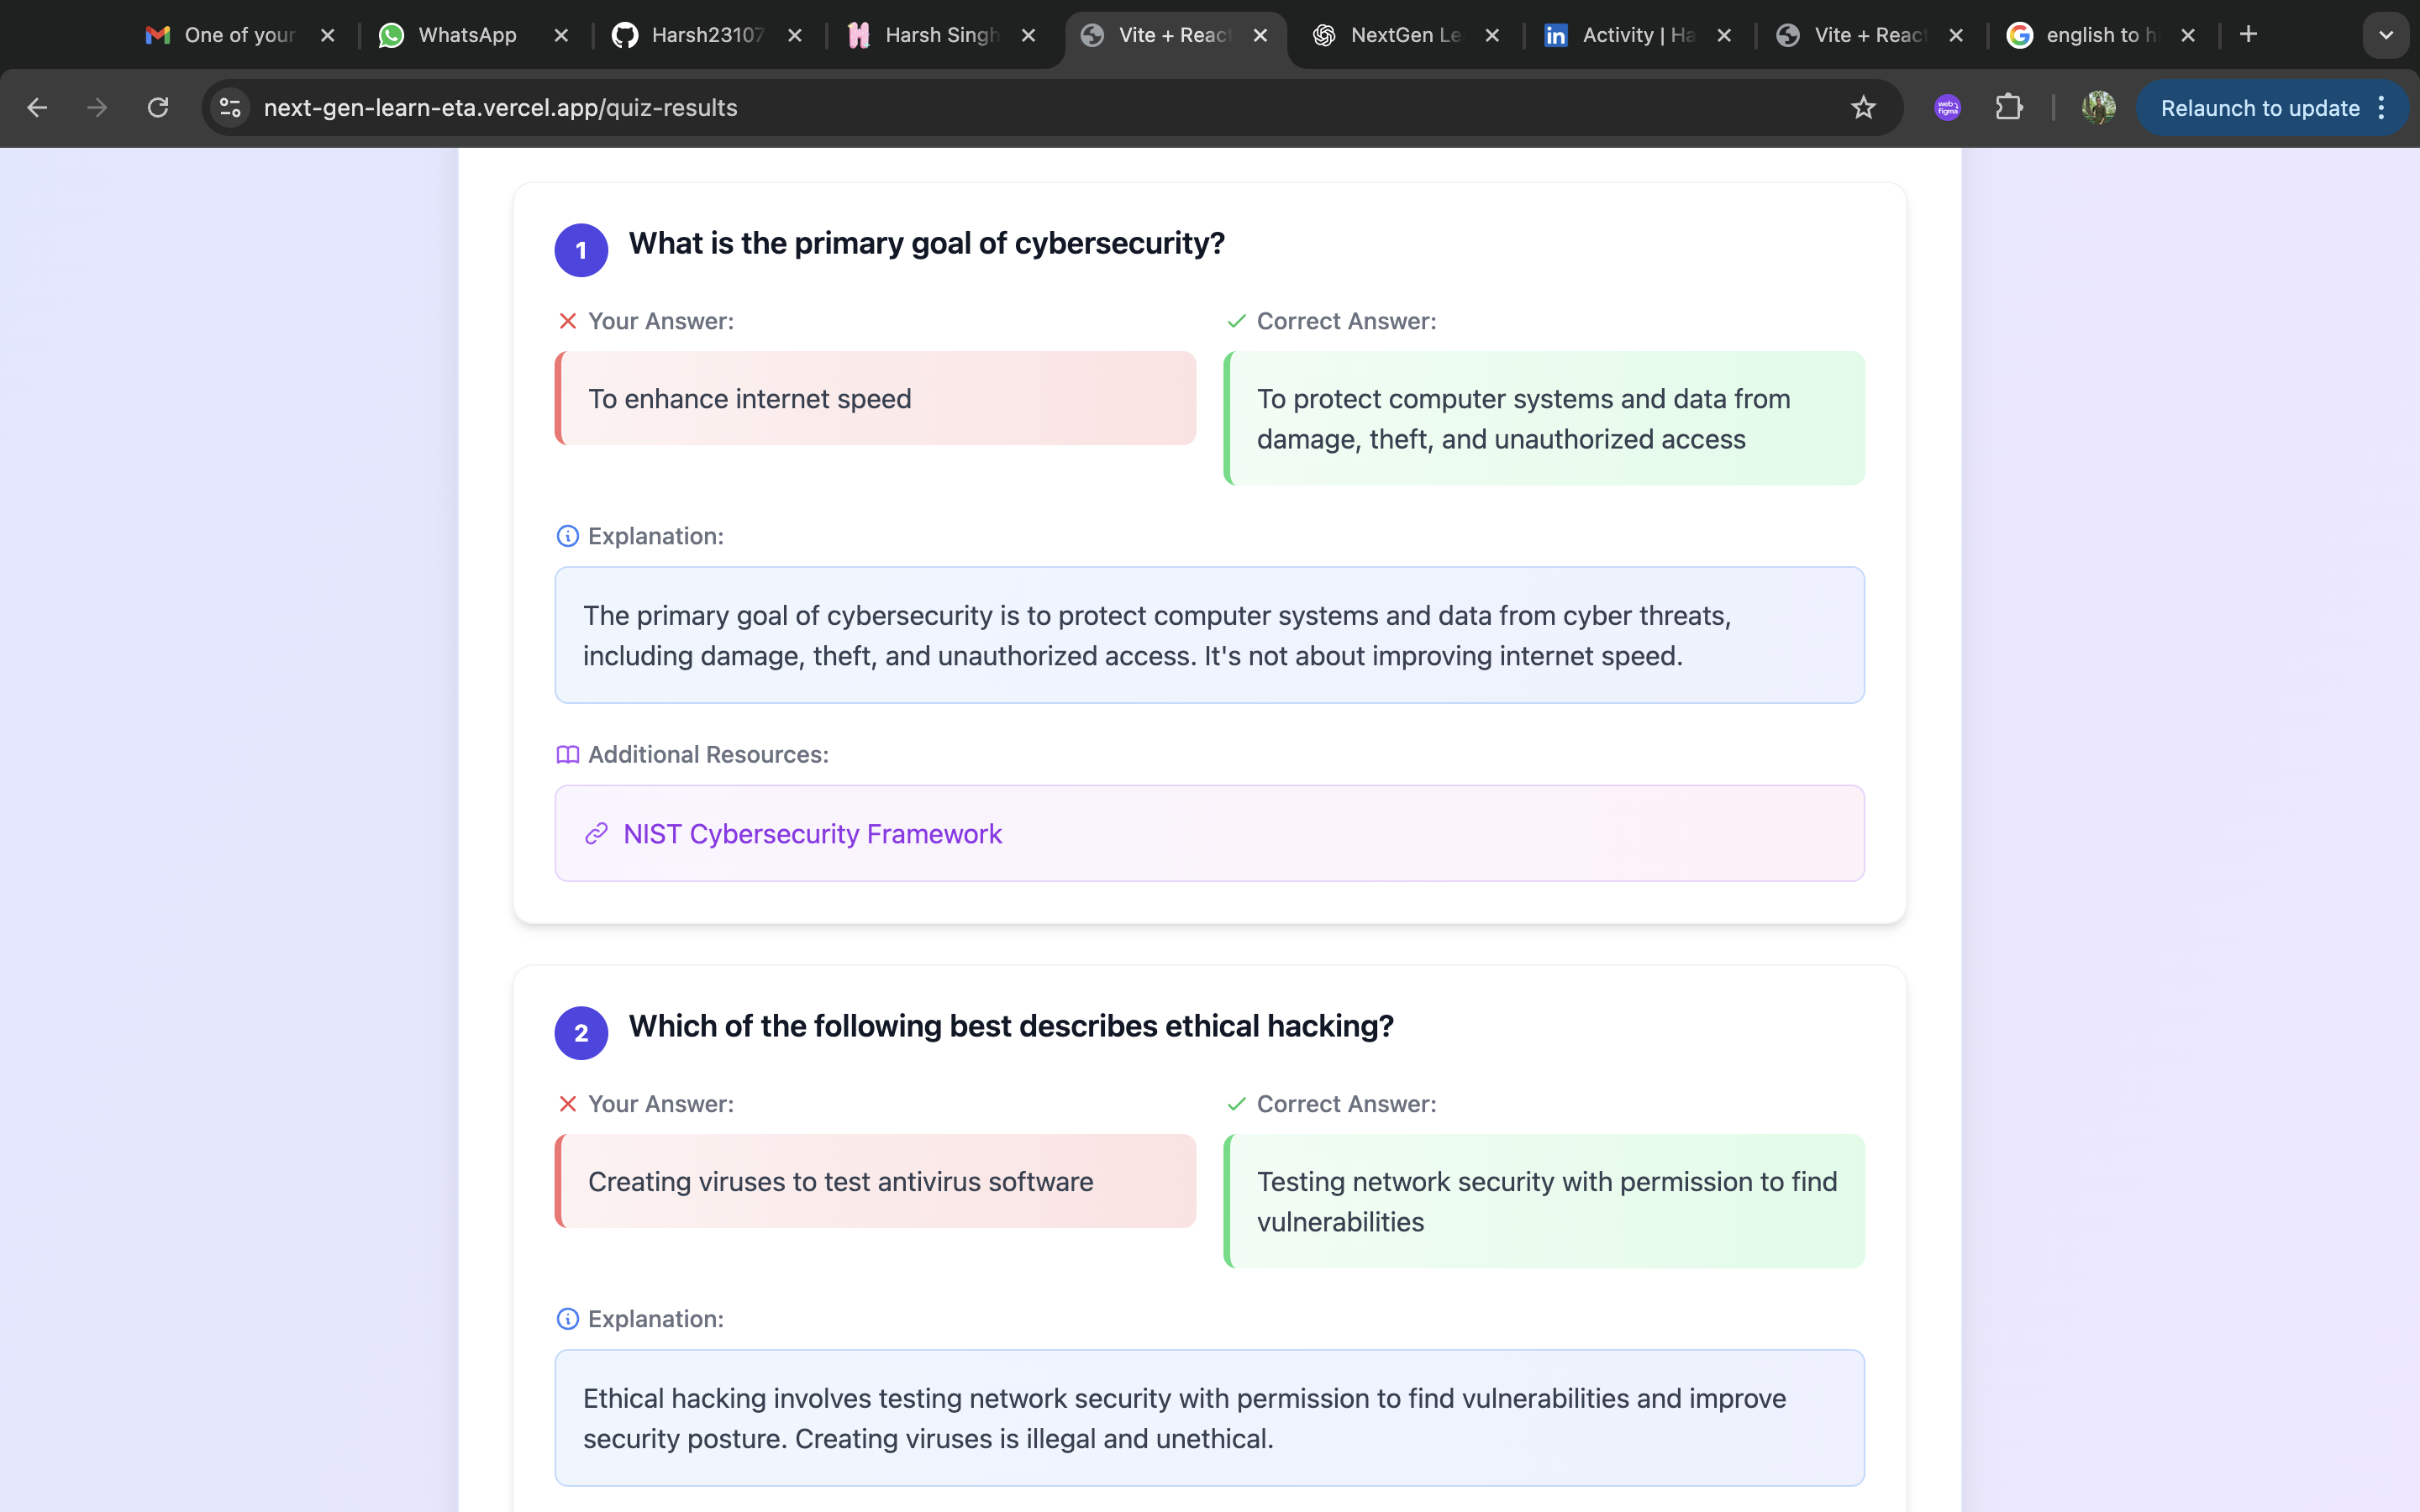 One of your
WhatsApp
Harsh23107
Harsh Singh
Vite + React
NextGen Le
Activity | Ha
Vite + React
english to hi
next-gen-learn-eta.vercel.app/quiz-results
web→
figma
Relaunch to update
1
What is the primary goal of cybersecurity?
Your Answer:
To enhance internet speed
Correct Answer:
To protect computer systems and data from
damage, theft, and unauthorized access
Explanation:
The primary goal of cybersecurity is to protect computer systems and data from cyber threats,
including damage, theft, and unauthorized access. It's not about improving internet speed.
Additional Resources:
NIST Cybersecurity Framework
2
Which of the following best describes ethical hacking?
Your Answer:
Creating viruses to test antivirus software
Correct Answer:
Testing network security with permission to find
vulnerabilities
Explanation:
Ethical hacking involves testing network security with permission to find vulnerabilities and improve
security posture. Creating viruses is illegal and unethical.